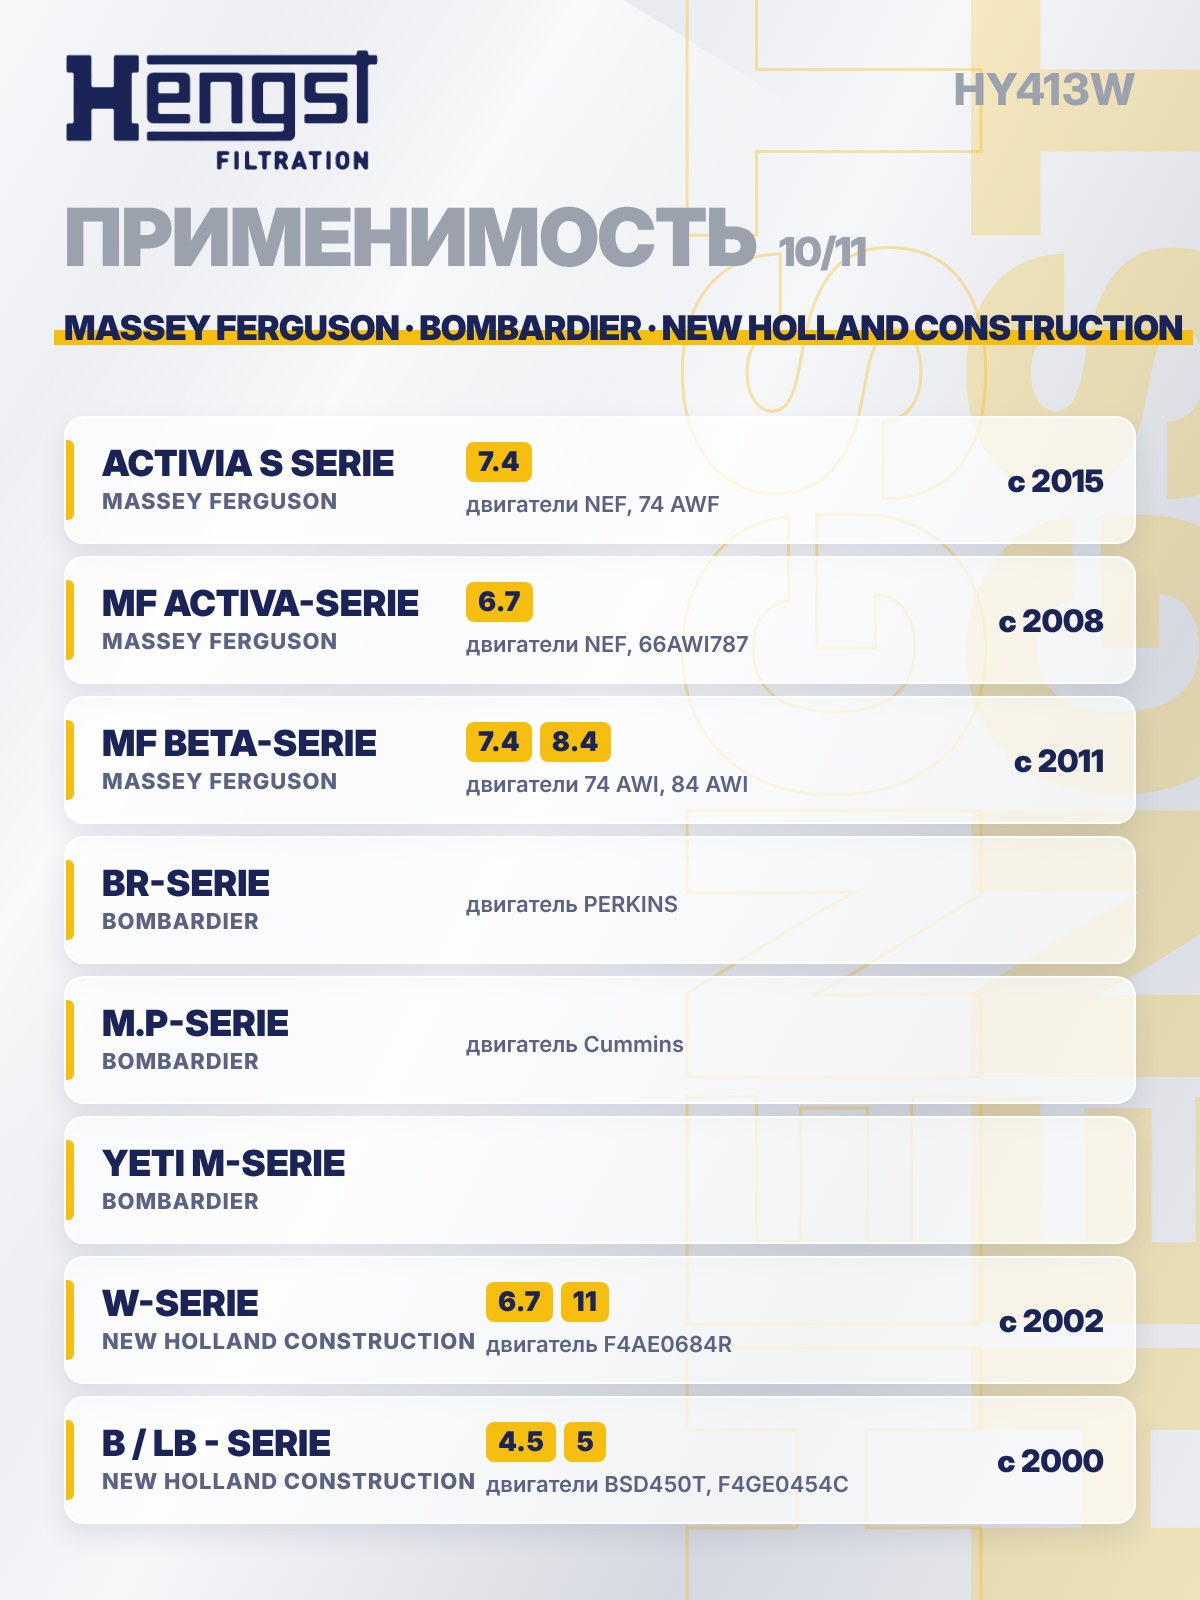 Hengst
HY413W
FILTRATION
ПРИМЕНИМОСТЬ 10/11
MASSEY FERGUSON · BOMBARDIER · NEW HOLLAND CONSTRUCTION
ACTIVIA S SERIE
MASSEY FERGUSON
7.4
двигатели NEF, 74 AWF
с 2015
MF ACTIVA-SERIE
MASSEY FERGUSON
6.7
двигатели NEF, 66AWI787
с 2008
MF BETA-SERIE
MASSEY FERGUSON
7.4 8.4
двигатели 74 AWI, 84 AWI
с 2011
BR-SERIE
BOMBARDIER
двигатель PERKINS
M.P-SERIE
BOMBARDIER
двигатель Cummins
YETI M-SERIE
BOMBARDIER
W-SERIE
NEW HOLLAND CONSTRUCTION
6.7 11
двигатель F4AE0684R
с 2002
B / LB - SERIE
NEW HOLLAND CONSTRUCTION
4.5 5
двигатели BSD450T, F4GE0454C
с 2000
HENGST
HENGST